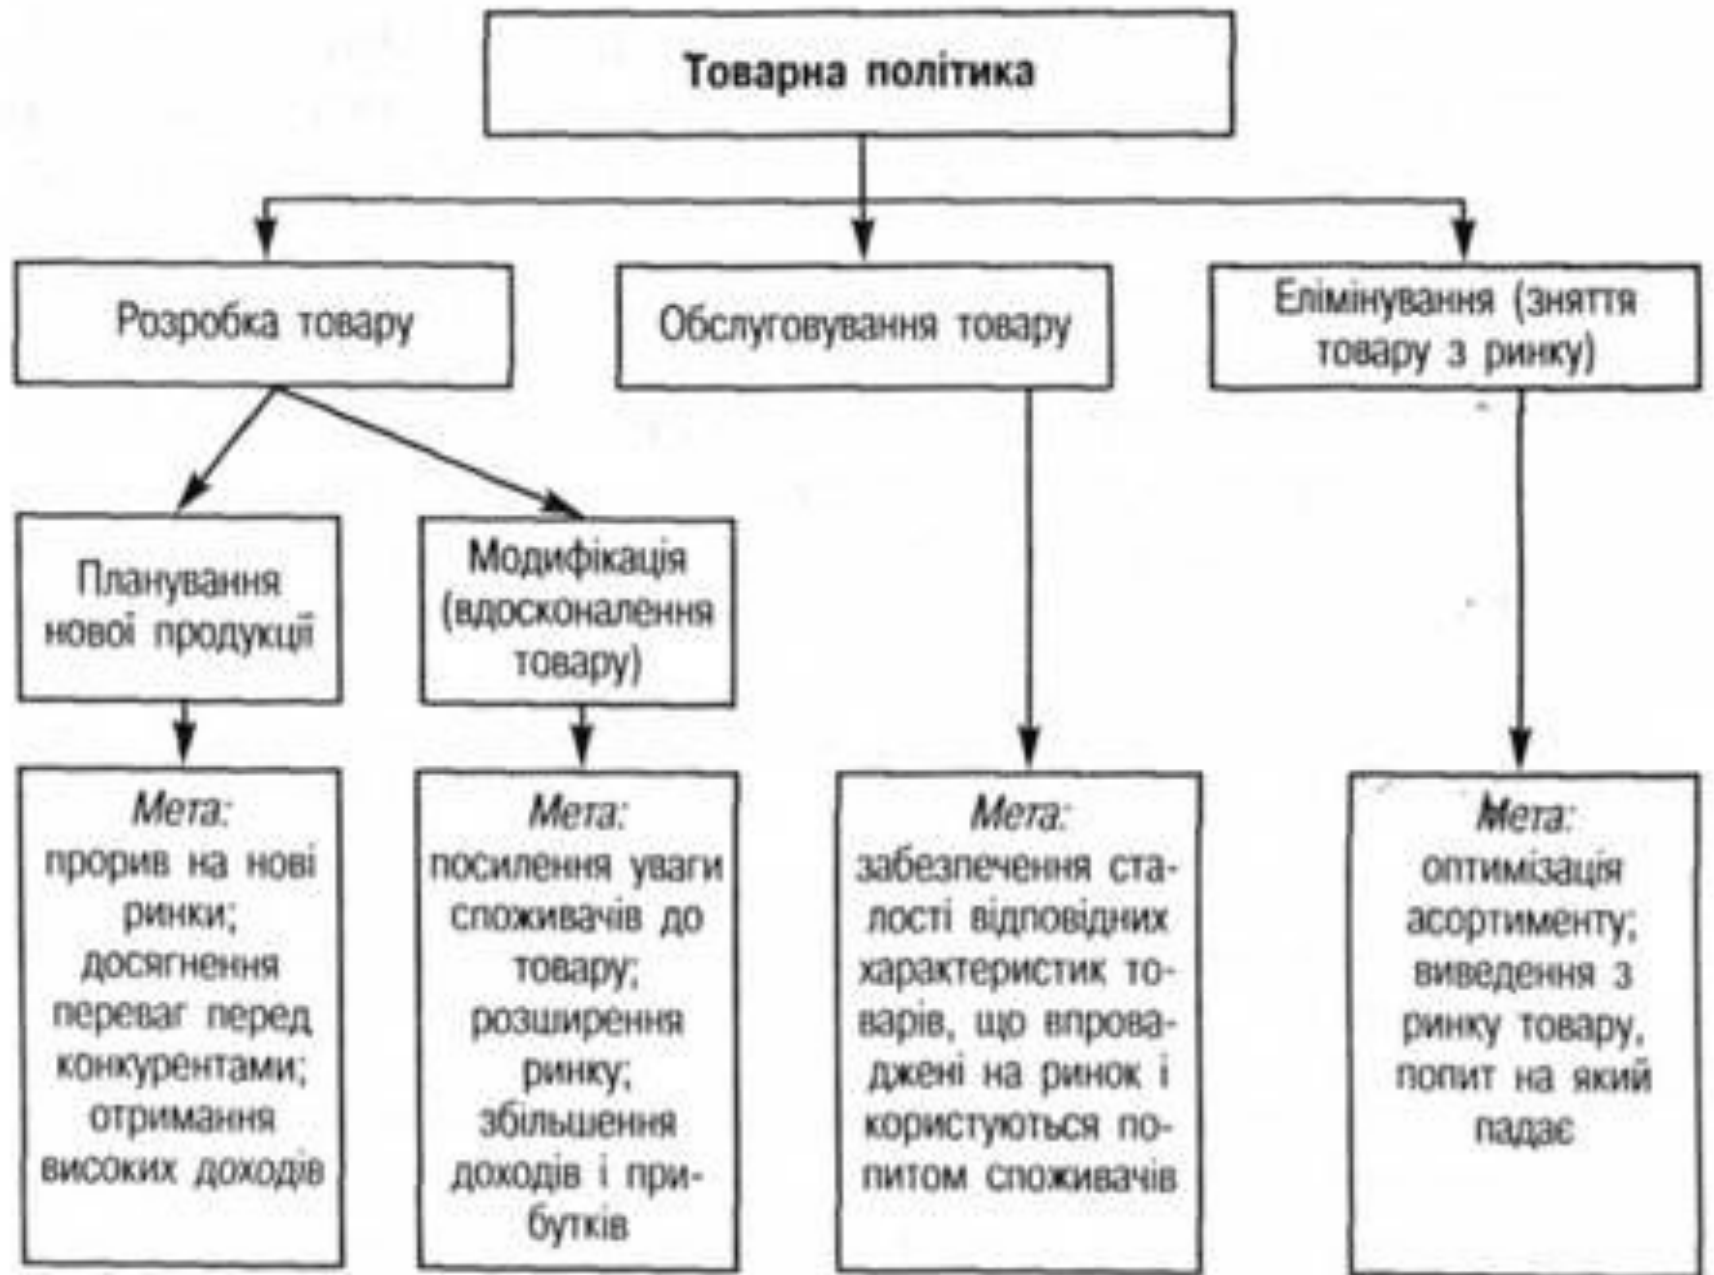 Товарна політика
Розробка товару
Обслуговування товару
Елімінування (зняття
товару з ринку)
Планування
нової продукції
Модифікація
(вдосконалення
товару)
Мета:
прорив на нові
ринки;
досягнення
переваг перед
конкурентами;
отримання
високих доходів
Мета:
посилення уваги
споживачів до
товару;
розширення
ринку;
збільшення
доходів і при-
бутків
Мета:
забезпечення ста-
лості відповідних
характеристик то-
варів, що впрова-
джені на ринок і
користуються по-
питом споживачів
Мета:
оптимізація
асортименту;
виведення з
ринку товару,
попит на який
падає